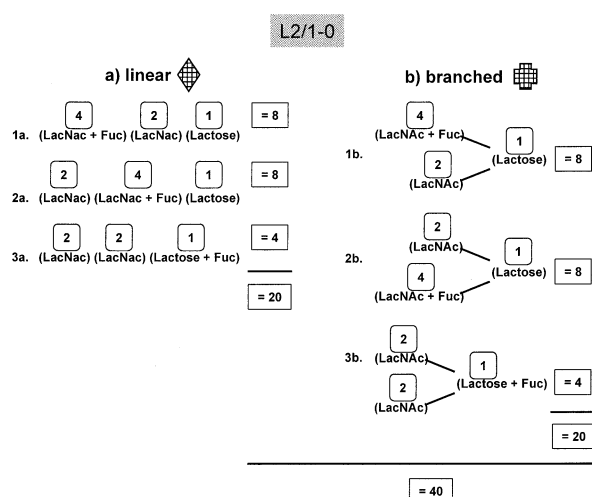 L2/1-0
a) linear
4 2 1 = 8
1a. (LacNac + Fuc) (LacNac) (Lactose)
2 4 1 = 8
2a. (LacNac) (LacNac + Fuc) (Lactose)
2 2 1 = 4
3a. (LacNac) (LacNac) (Lactose + Fuc)
= 20
b) branched
4
(LacNAc + Fuc)
1
1b. (Lactose) = 8
2
(LacNAc)
2
(LacNAc)
1
2b. (Lactose) = 8
4
(LacNAc + Fuc)
2
3b. (LacNAc)
1
(Lactose + Fuc) = 4
2
(LacNAc)
= 20
= 40